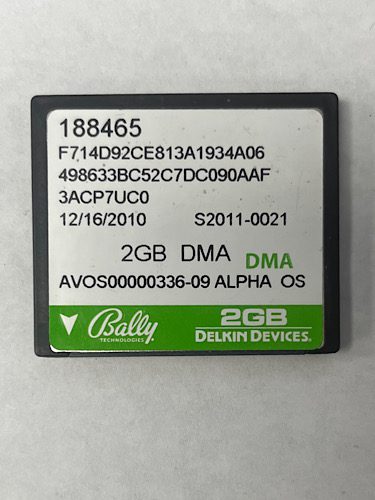 188465
F714D92CE813A1934A06
498633BC52C7DC090AAF
3ACP7UC0
12/16/2010 S2011-0021
2GB DMA DMA
AVOS00000336-09 ALPHA OS
Bally 2GB
TECHNOLOGIES DELKIN DEVICES